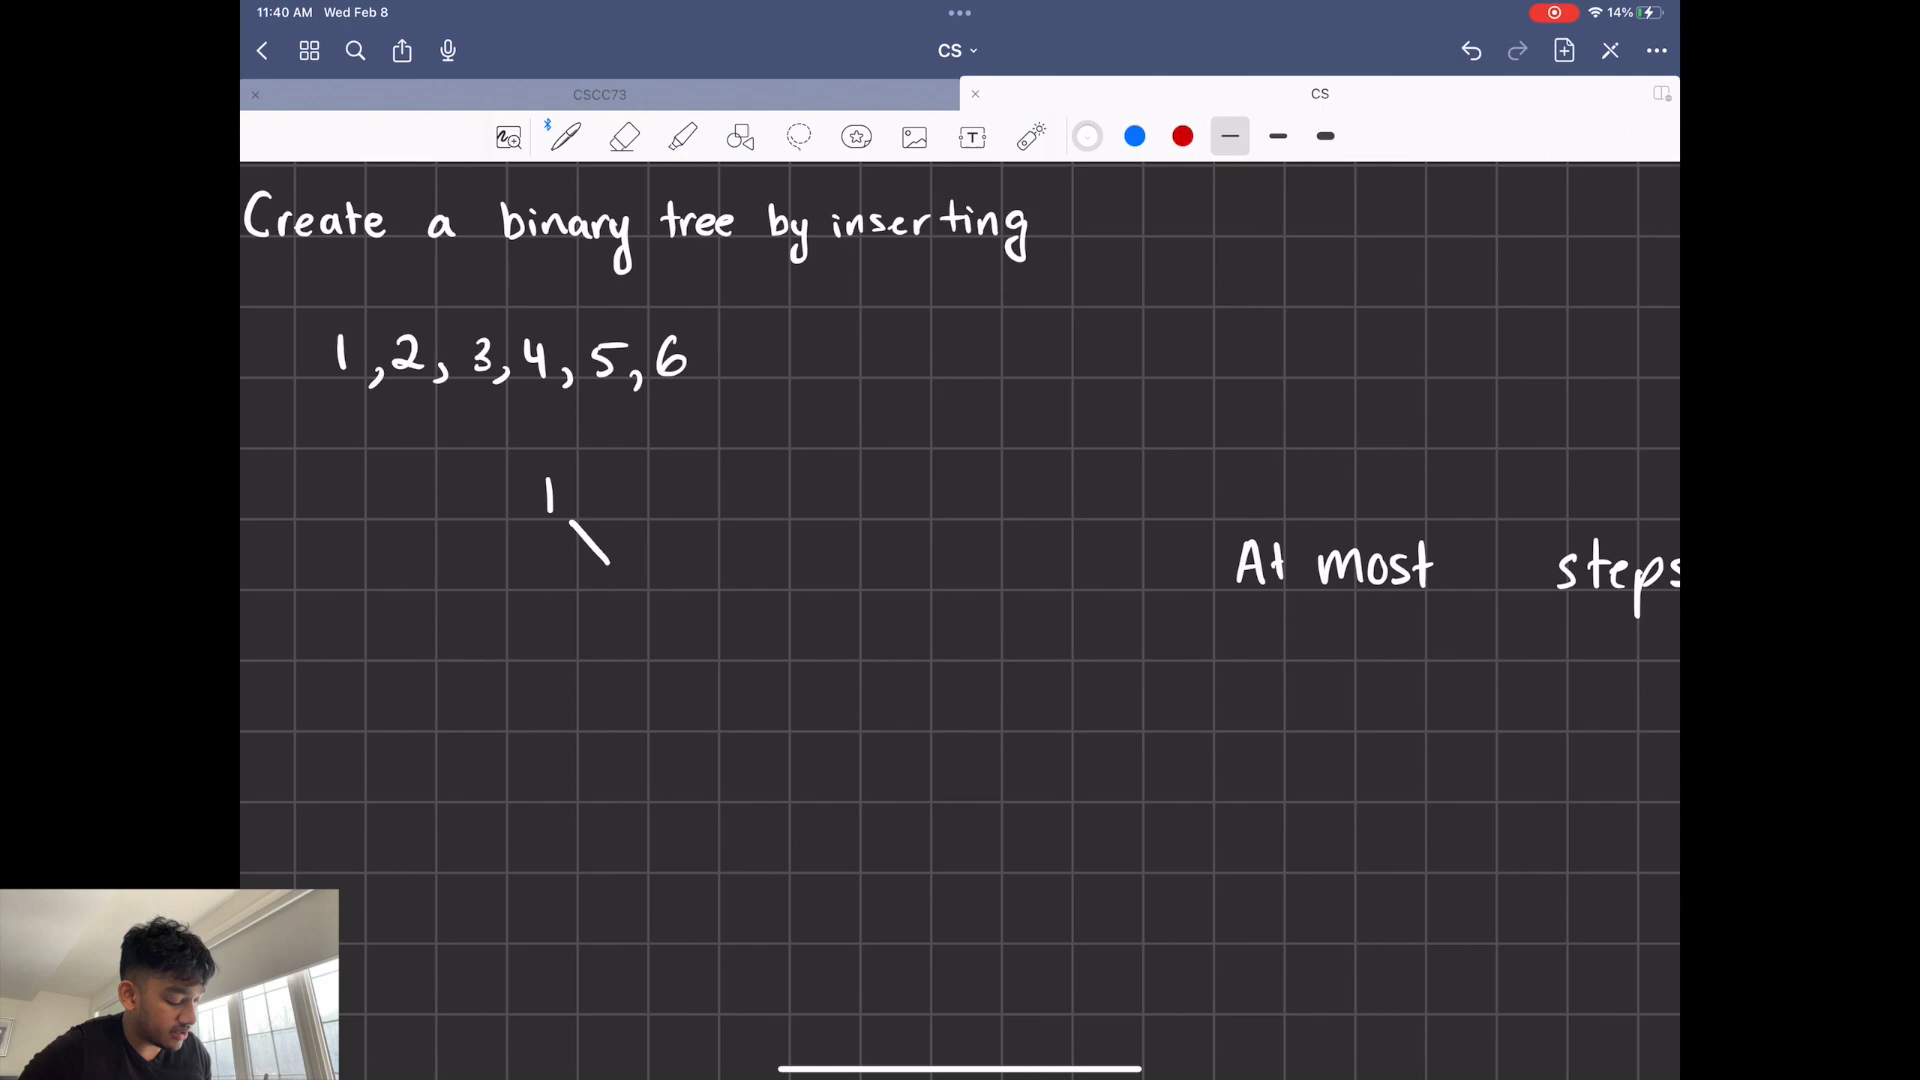 11:40 AM Wed Feb 8
14%
CS
CSCC73
CS
T
Create a binary tree by inserting
1, 2, 3, 4, 5, 6
1
At most steps